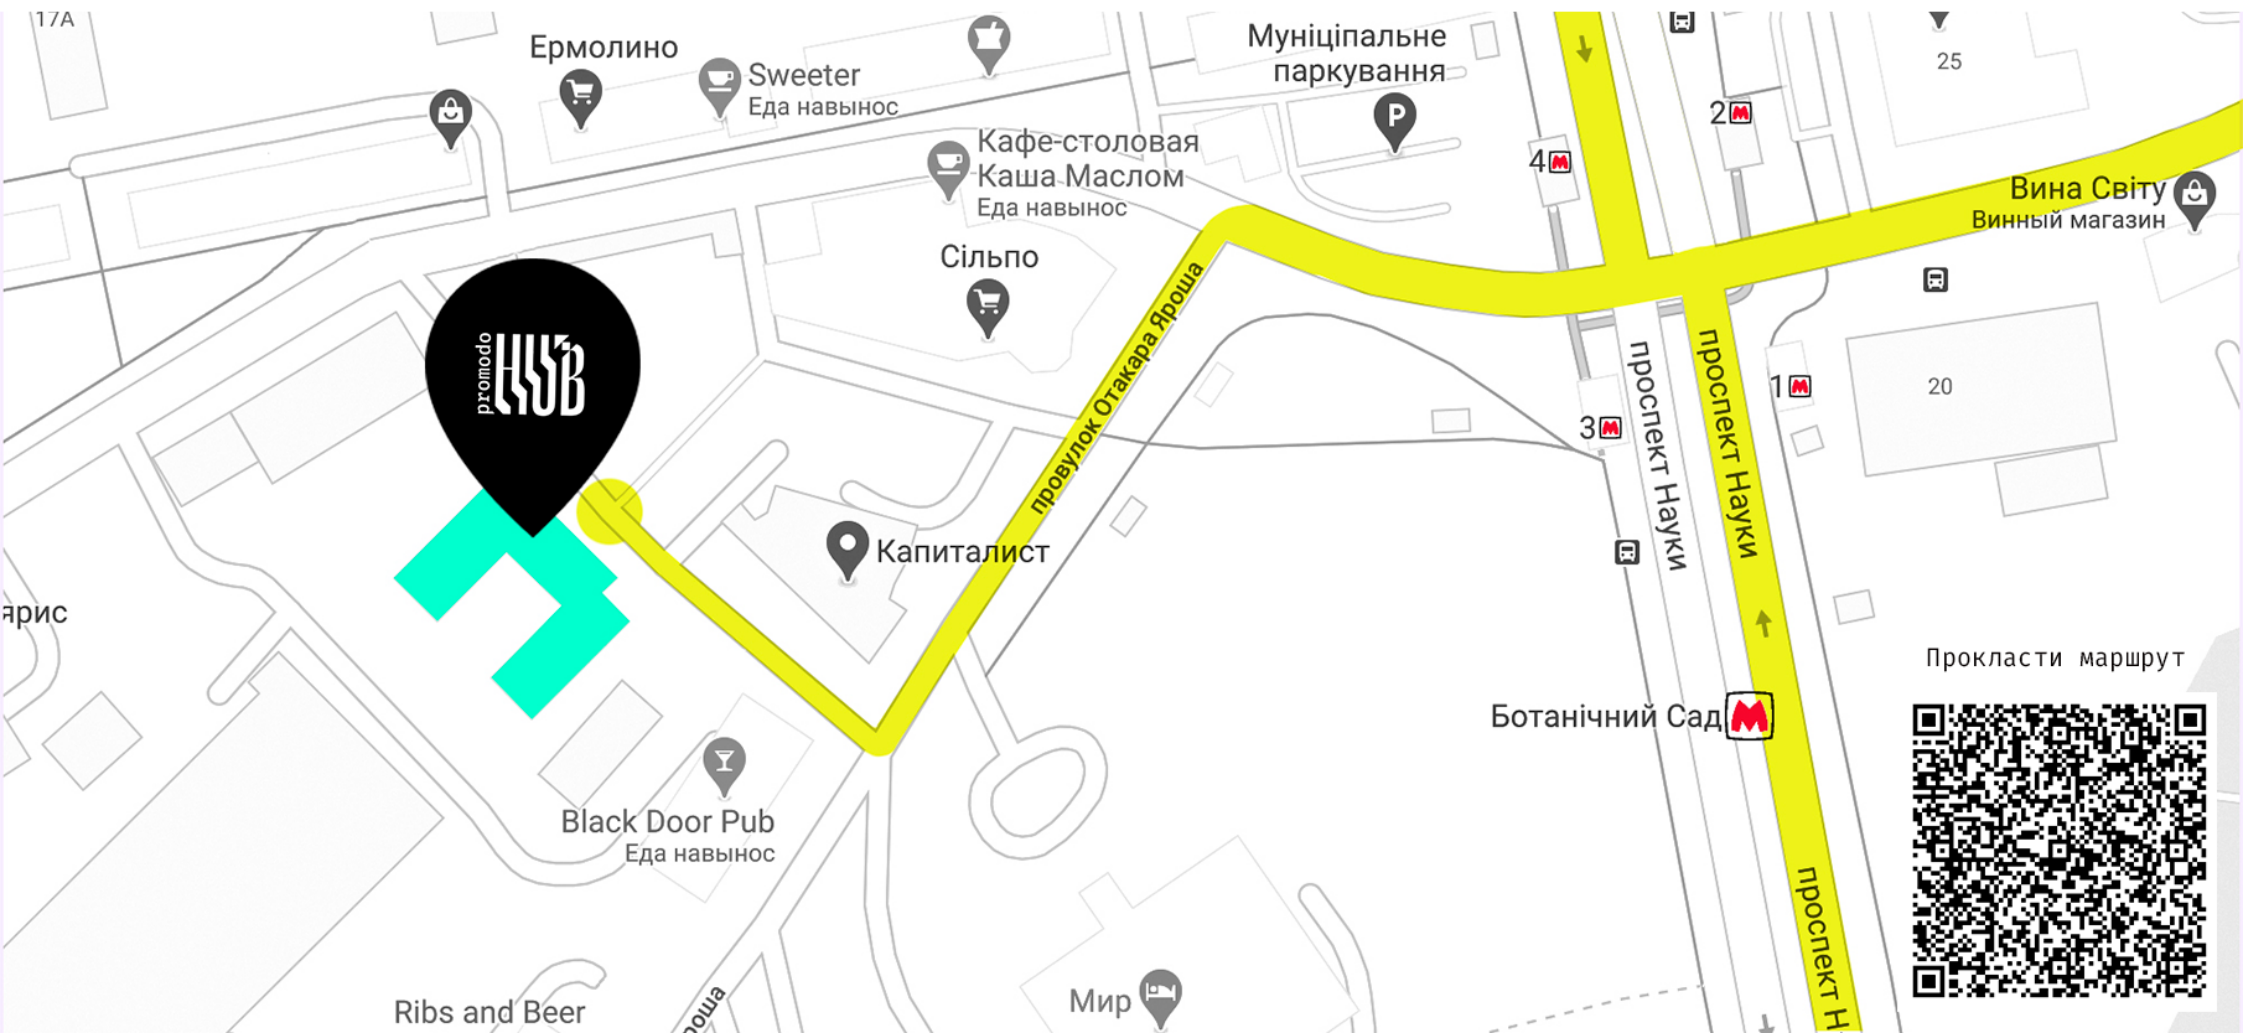 17A
Ермолино
Sweeter
Еда навынос
Муніціпальне
паркування
P
25
2
4
Кафе-столовая
Каша Маслом
Еда навынос
Вина Світу
Винный магазин
Сільпо
promodo
HUB
провулок Отакара Яроша
проспект Науки
проспект Науки
1
20
3
Капиталист
ярис
Прокласти маршрут
Ботанічний Сад
Black Door Pub
Еда навынос
проспект Н
Ribs and Beer
роша
Мир